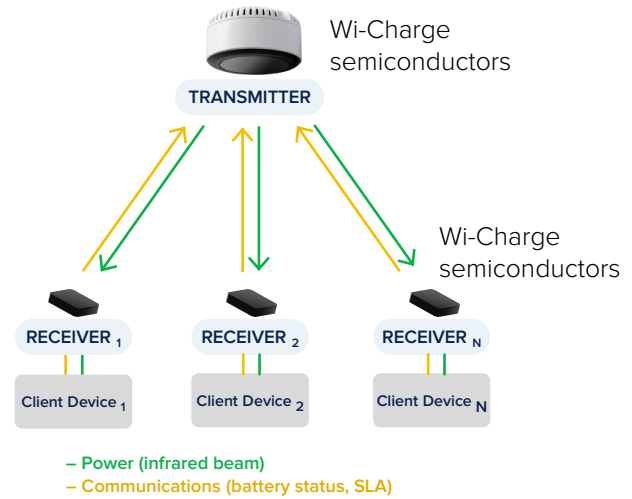 Wi-Charge
semiconductors
TRANSMITTER
Wi-Charge
semiconductors
RECEIVER 1
RECEIVER 2
RECEIVER N
Client Device 1
Client Device 2
Client Device N
– Power (infrared beam)
– Communications (battery status, SLA)